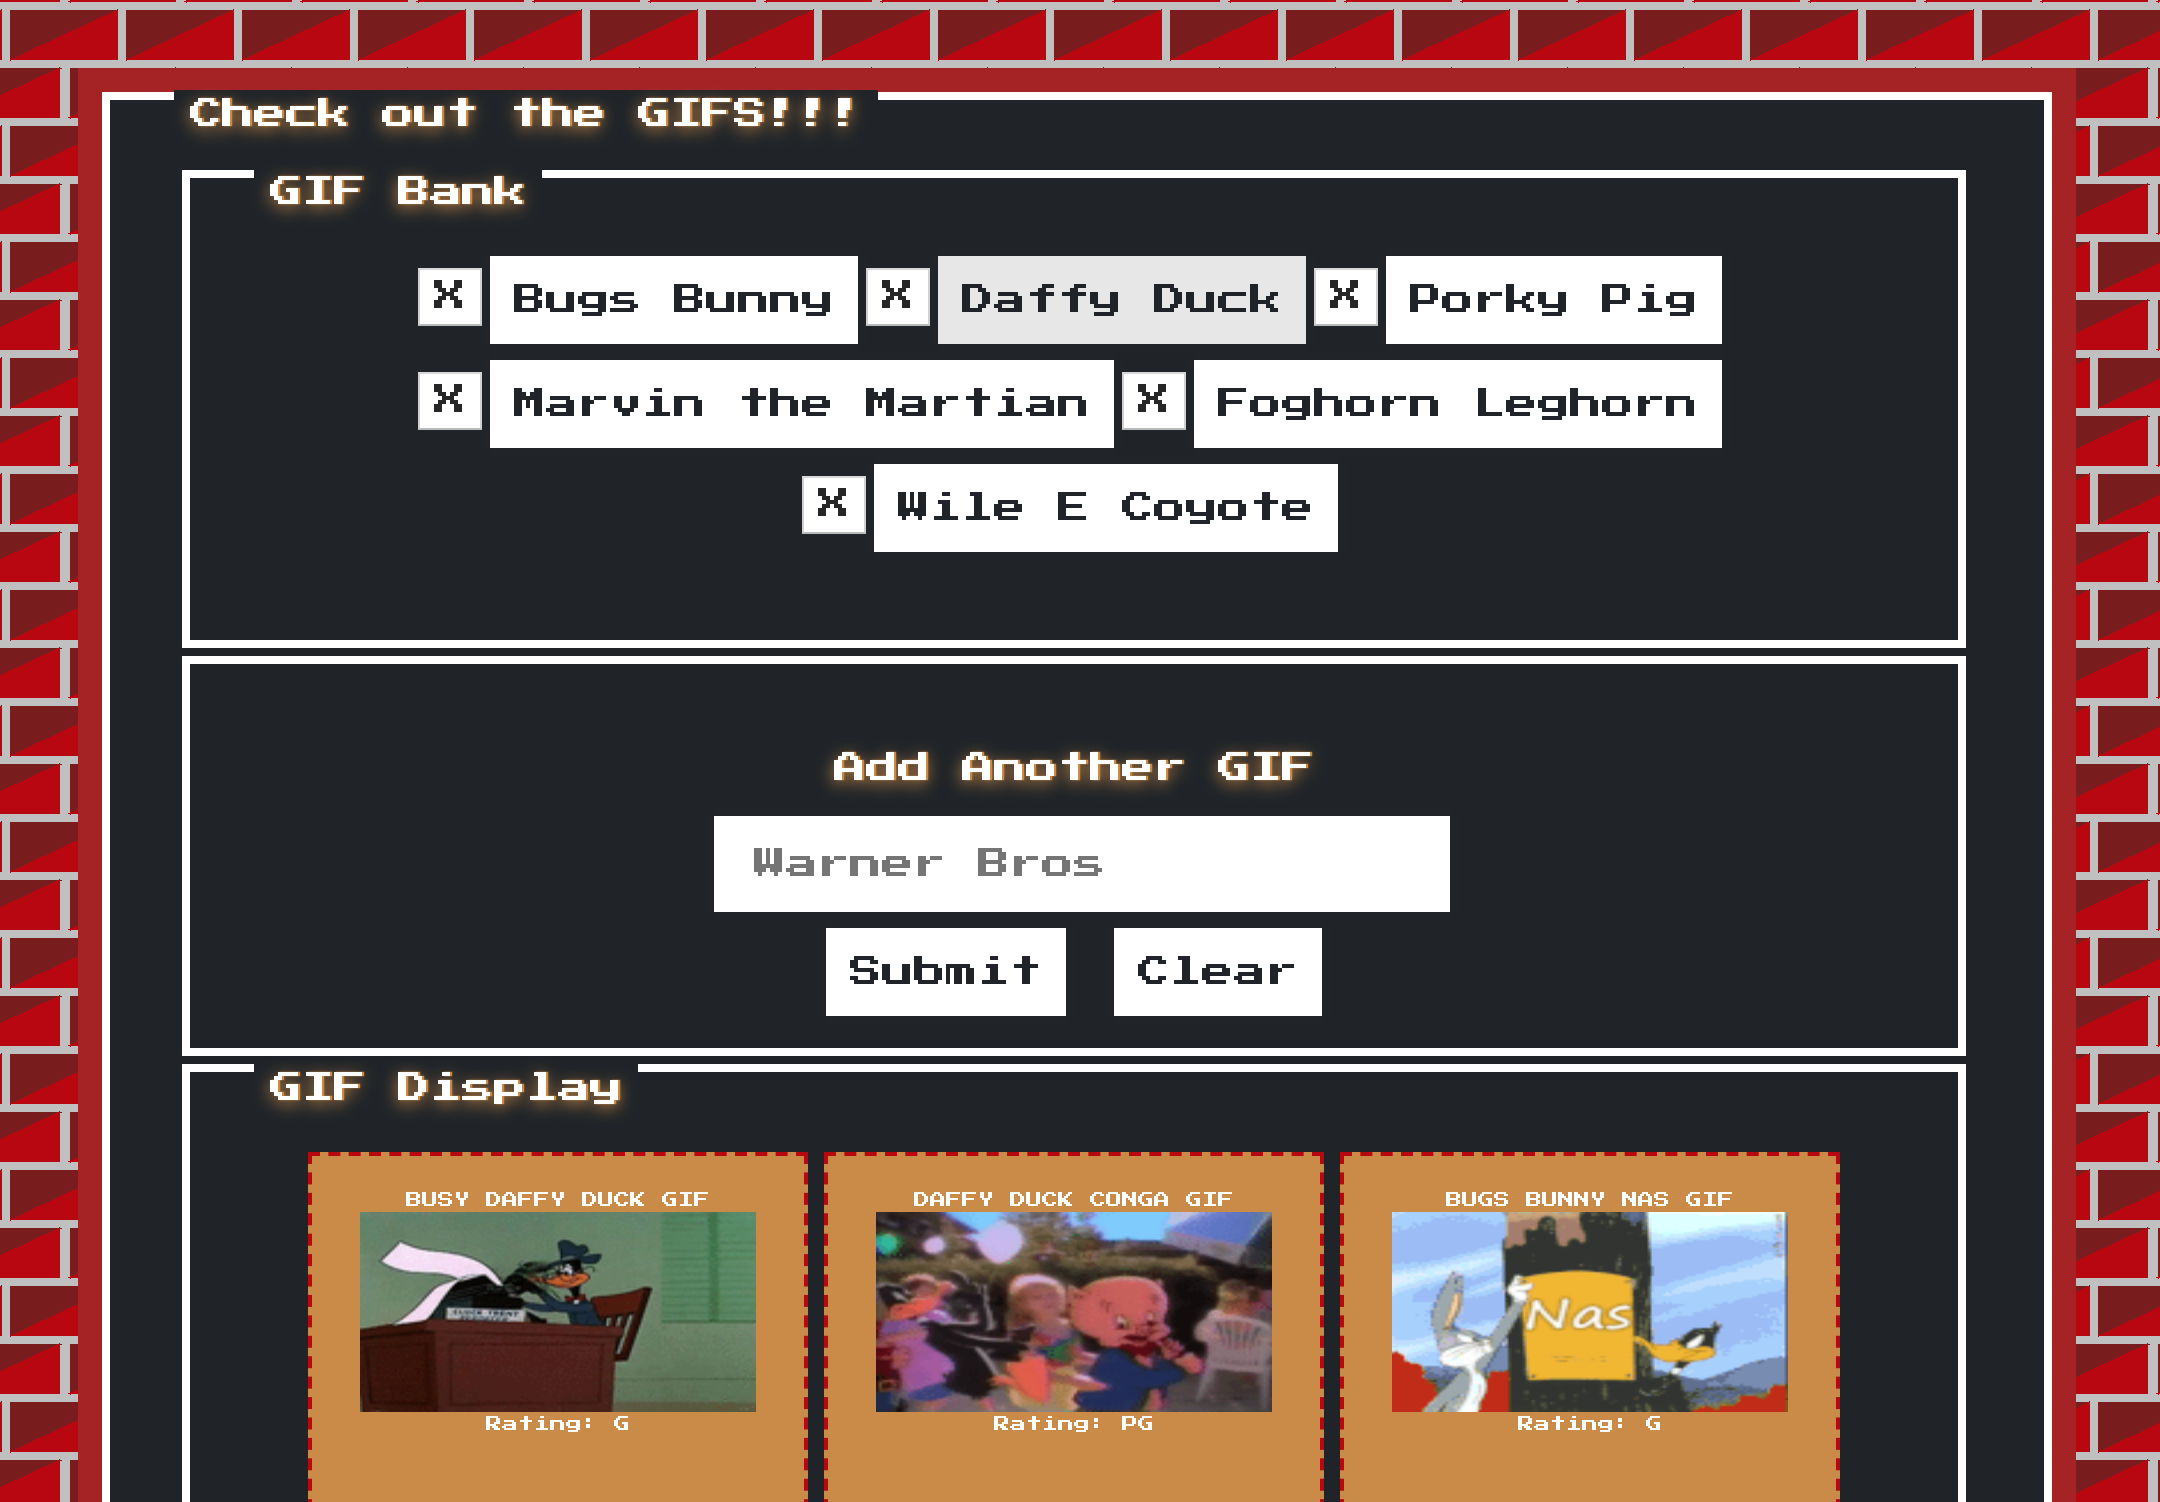 Check out the GIFS!!!
GIF Bank
X Bugs Bunny X Daffy Duck X Porky Pig
X Marvin the Martian X Foghorn Leghorn
X Wile E Coyote
Add Another GIF
Warner Bros
Submit Clear
GIF Display
BUSY DAFFY DUCK GIF
DAFFY DUCK CONGA GIF
BUGS BUNNY NAS GIF
Nas
Rating: G
Rating: PG
Rating: G